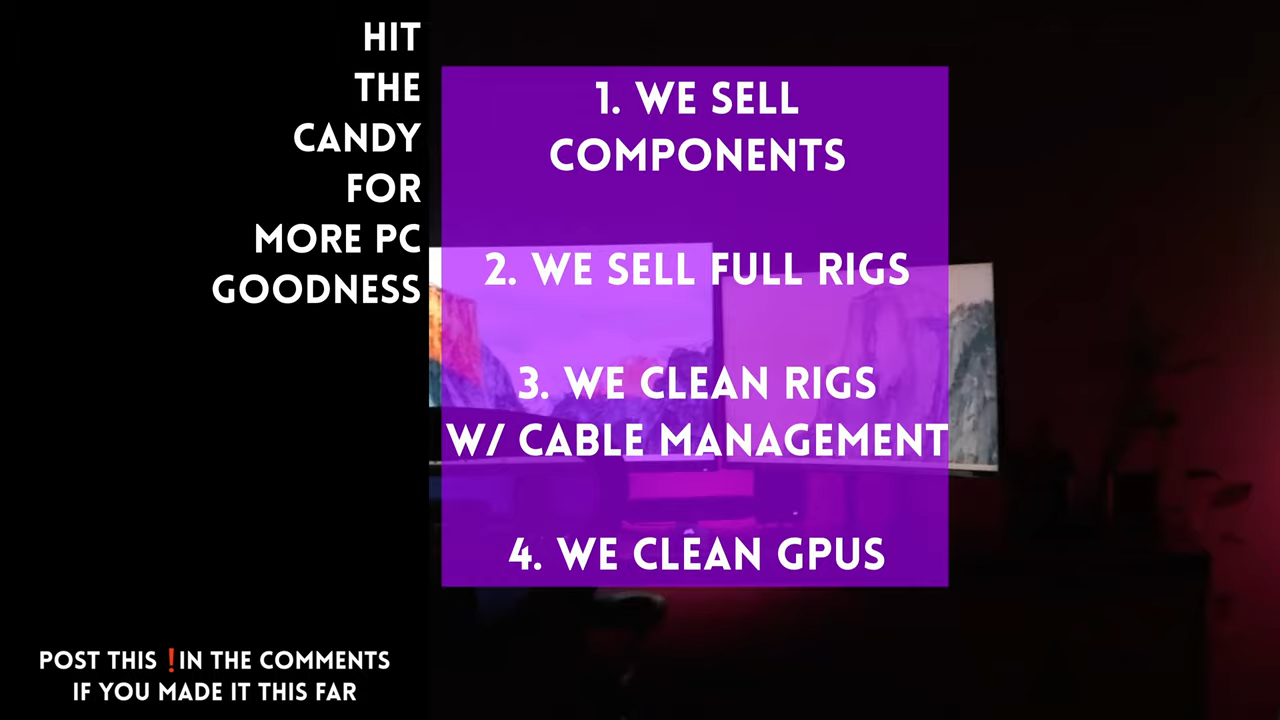 HIT
THE
CANDY
FOR
MORE PC
GOODNESS
1. WE SELL
COMPONENTS
2. WE SELL FULL RIGS
3. WE CLEAN RIGS
W/ CABLE MANAGEMENT
4. WE CLEAN GPUS
POST THIS ❗IN THE COMMENTS
IF YOU MADE IT THIS FAR